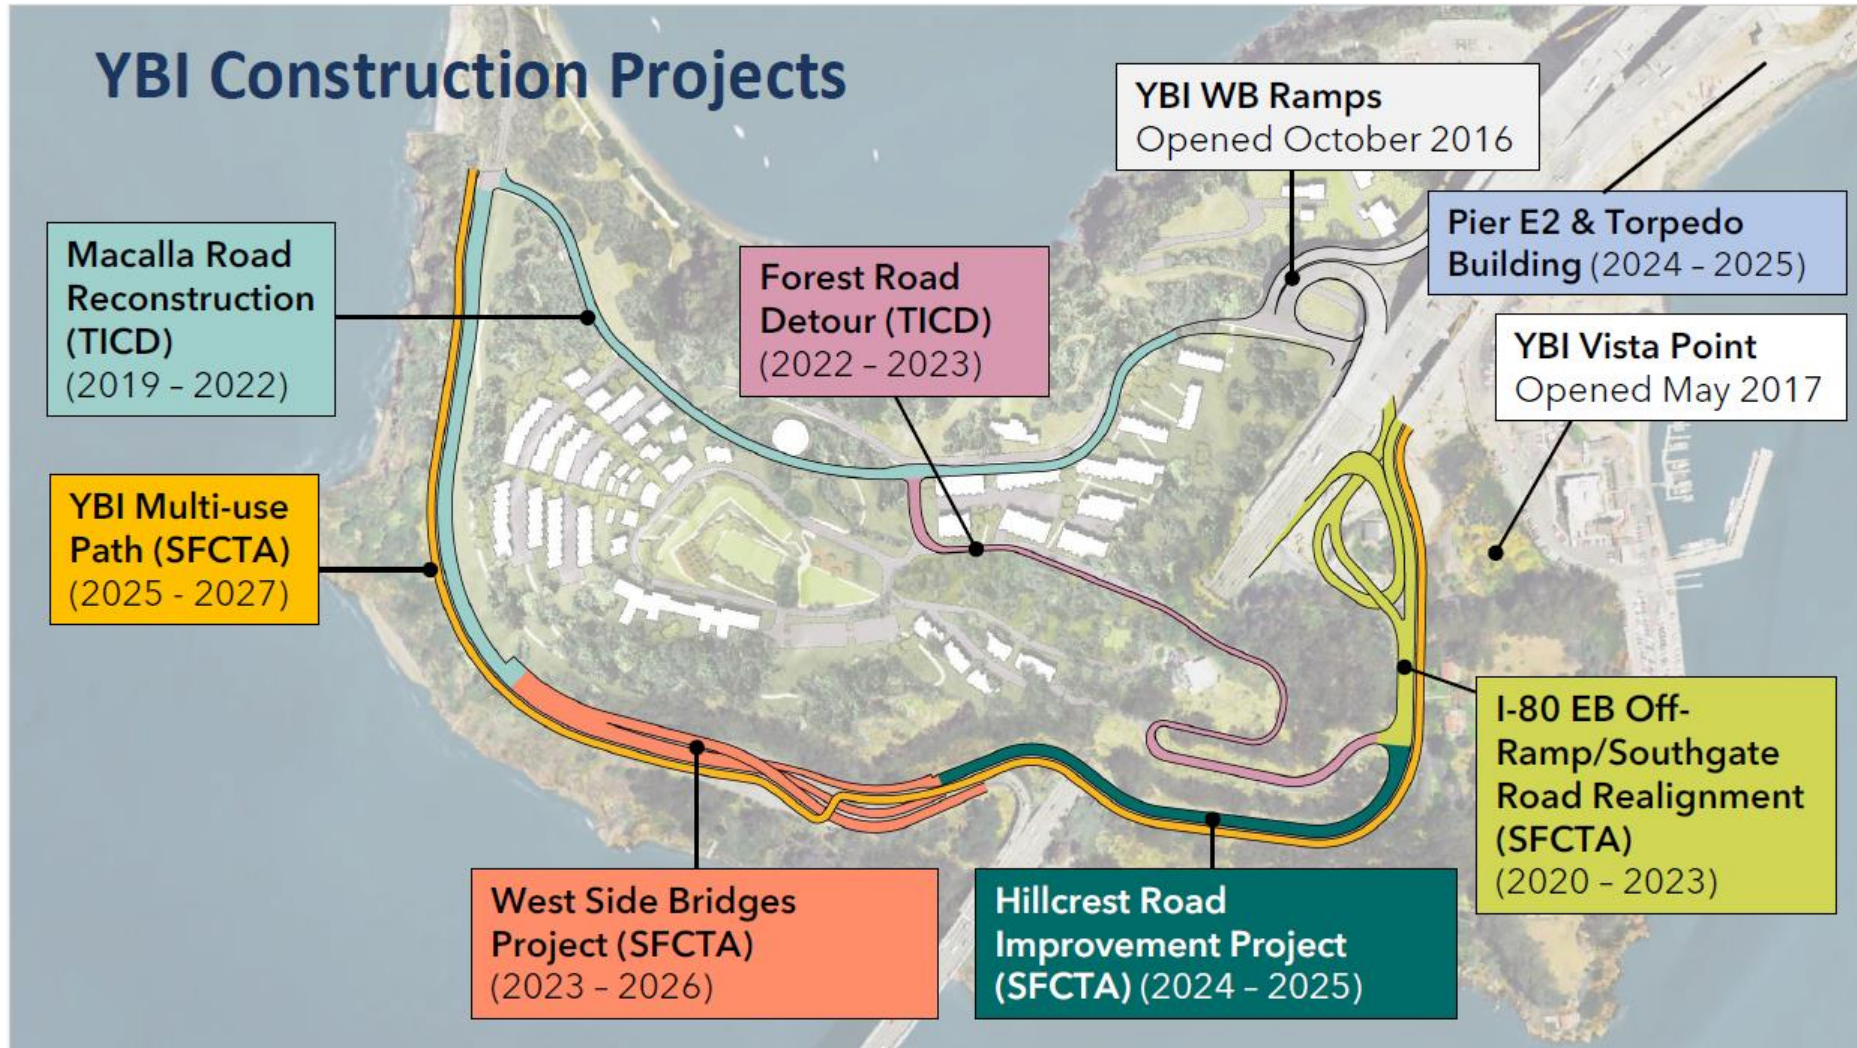 YBI Construction Projects
YBI WB Ramps
Opened October 2016
Pier E2 & Torpedo
Building (2024 – 2025)
Macalla Road
Reconstruction
(TICD)
(2019 – 2022)
Forest Road
Detour (TICD)
(2022 – 2023)
YBI Vista Point
Opened May 2017
YBI Multi-use
Path (SFCTA)
(2025 - 2027)
I-80 EB Off-
Ramp/Southgate
Road Realignment
(SFCTA)
(2020 – 2023)
West Side Bridges
Project (SFCTA)
(2023 – 2026)
Hillcrest Road
Improvement Project
(SFCTA) (2024 – 2025)